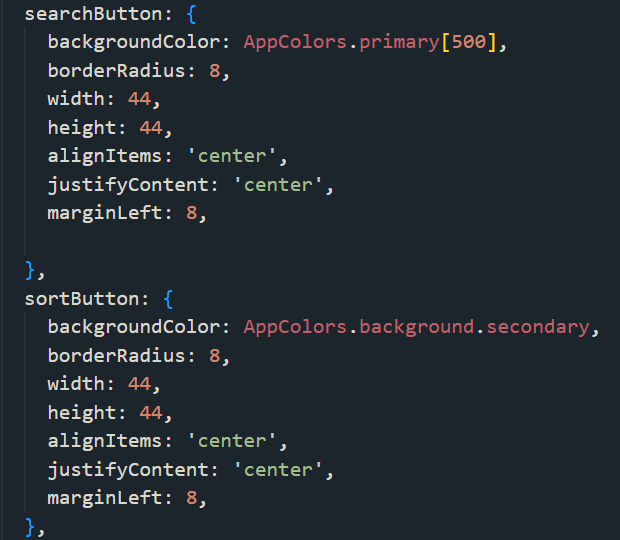 searchButton: {
  backgroundColor: AppColors.primary[500],
  borderRadius: 8,
  width: 44,
  height: 44,
  alignItems: 'center',
  justifyContent: 'center',
  marginLeft: 8,
},
sortButton: {
  backgroundColor: AppColors.background.secondary,
  borderRadius: 8,
  width: 44,
  height: 44,
  alignItems: 'center',
  justifyContent: 'center',
  marginLeft: 8,
},